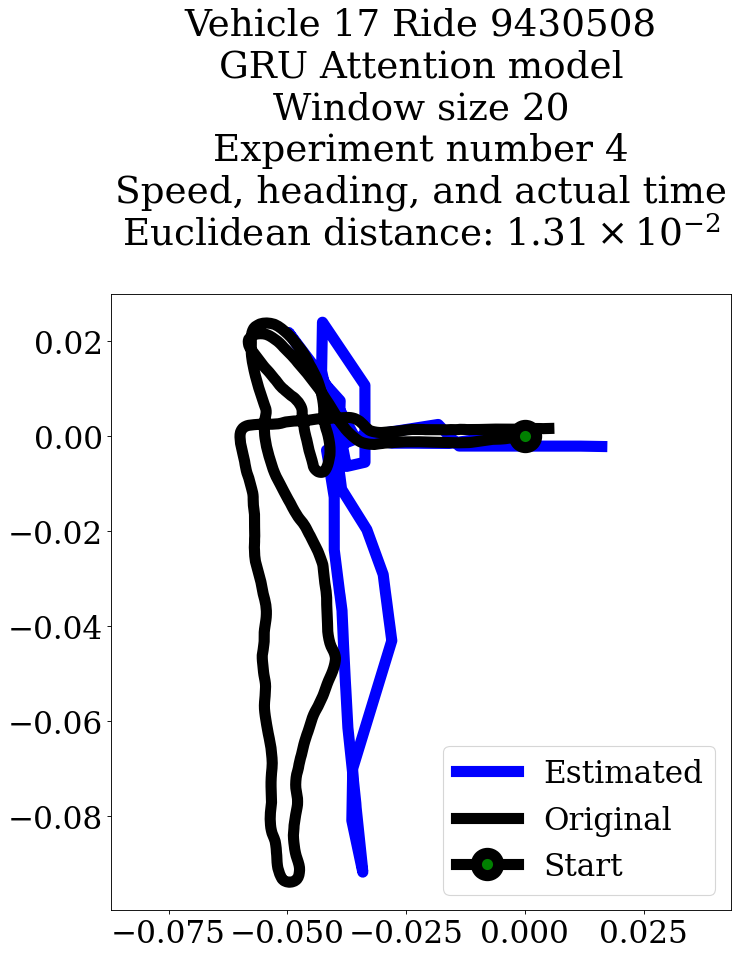 Vehicle 17 Ride 9430508
GRU Attention model
Window size 20
Experiment number 4
Speed, heading, and actual time
Euclidean distance: 1.31 × 10⁻²
0.02
0.00
−0.02
−0.04
−0.06
−0.08
Estimated
Original
Start
−0.075 −0.050 −0.025 0.000 0.025